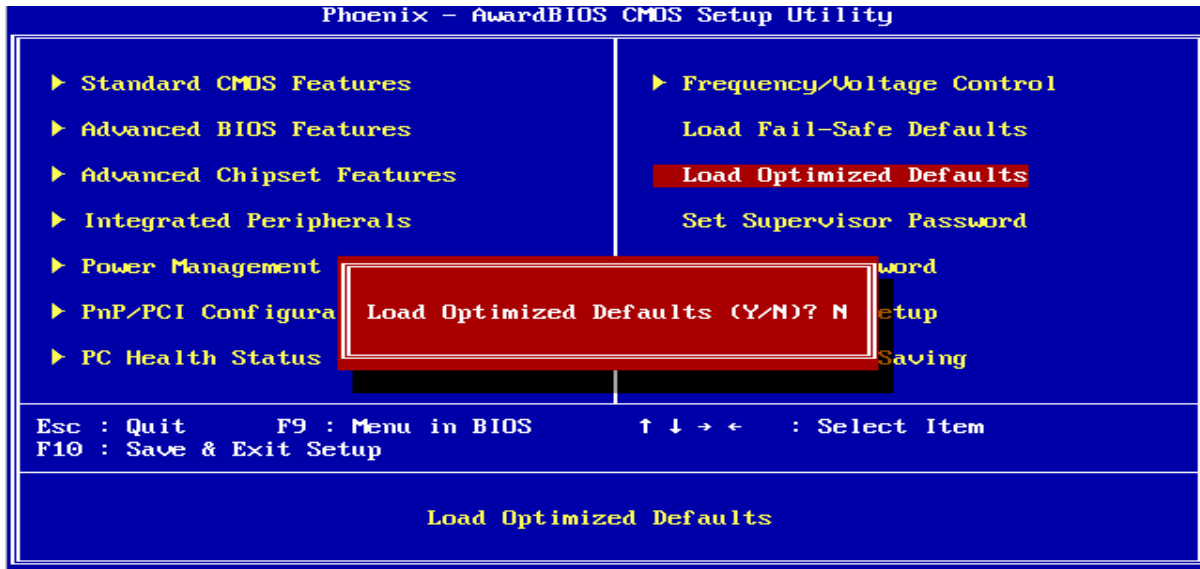 Phoenix - AwardBIOS CMOS Setup Utility
▶ Standard CMOS Features
▶ Advanced BIOS Features
▶ Advanced Chipset Features
▶ Integrated Peripherals
▶ Power Management
▶ PnP/PCI Configura
▶ PC Health Status
▶ Frequency/Voltage Control
Load Fail-Safe Defaults
Load Optimized Defaults
Set Supervisor Password
word
etup
Saving
Load Optimized Defaults (Y/N)? N
Esc : Quit F9 : Menu in BIOS ↑ ↓ → ← : Select Item
F10 : Save & Exit Setup
Load Optimized Defaults